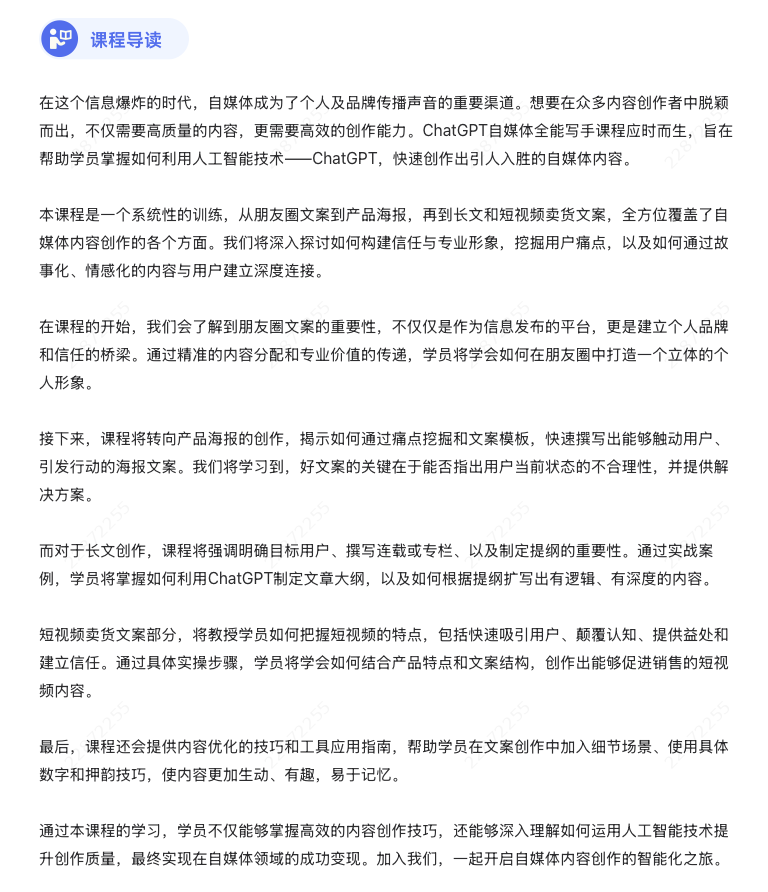 课程导读
在这个信息爆炸的时代，自媒体成为了个人及品牌传播声音的重要渠道。想要在众多内容创作者中脱颖
而出，不仅需要高质量的内容，更需要高效的创作能力。ChatGPT自媒体全能写手课程应时而生，旨在
帮助学员掌握如何利用人工智能技术——ChatGPT，快速创作出引人入胜的自媒体内容。
本课程是一个系统性的训练，从朋友圈文案到产品海报，再到长文和短视频卖货文案，全方位覆盖了自
媒体内容创作的各个方面。我们将深入探讨如何构建信任与专业形象，挖掘用户痛点，以及如何通过故
事化、情感化的内容与用户建立深度连接。
在课程的开始，我们会了解到朋友圈文案的重要性，不仅仅是作为信息发布的平台，更是建立个人品牌
和信任的桥梁。通过精准的内容分配和专业价值的传递，学员将学会如何在朋友圈中打造一个立体的个
人形象。
接下来，课程将转向产品海报的创作，揭示如何通过痛点挖掘和文案模板，快速撰写出能够触动用户、
引发行动的海报文案。我们将学习到，好文案的关键在于能否指出用户当前状态的不合理性，并提供解
决方案。
而对于长文创作，课程将强调明确目标用户、撰写连载或专栏、以及制定提纲的重要性。通过实战案
例，学员将掌握如何利用ChatGPT制定文章大纲，以及如何根据提纲扩写出有逻辑、有深度的内容。
短视频卖货文案部分，将教授学员如何把握短视频的特点，包括快速吸引用户、颠覆认知、提供益处和
建立信任。通过具体实操步骤，学员将学会如何结合产品特点和文案结构，创作出能够促进销售的短视
频内容。
最后，课程还会提供内容优化的技巧和工具应用指南，帮助学员在文案创作中加入细节场景、使用具体
数字和押韵技巧，使内容更加生动、有趣，易于记忆。
通过本课程的学习，学员不仅能够掌握高效的内容创作技巧，还能够深入理解如何运用人工智能技术提
升创作质量，最终实现在自媒体领域的成功变现。加入我们，一起开启自媒体内容创作的智能化之旅。